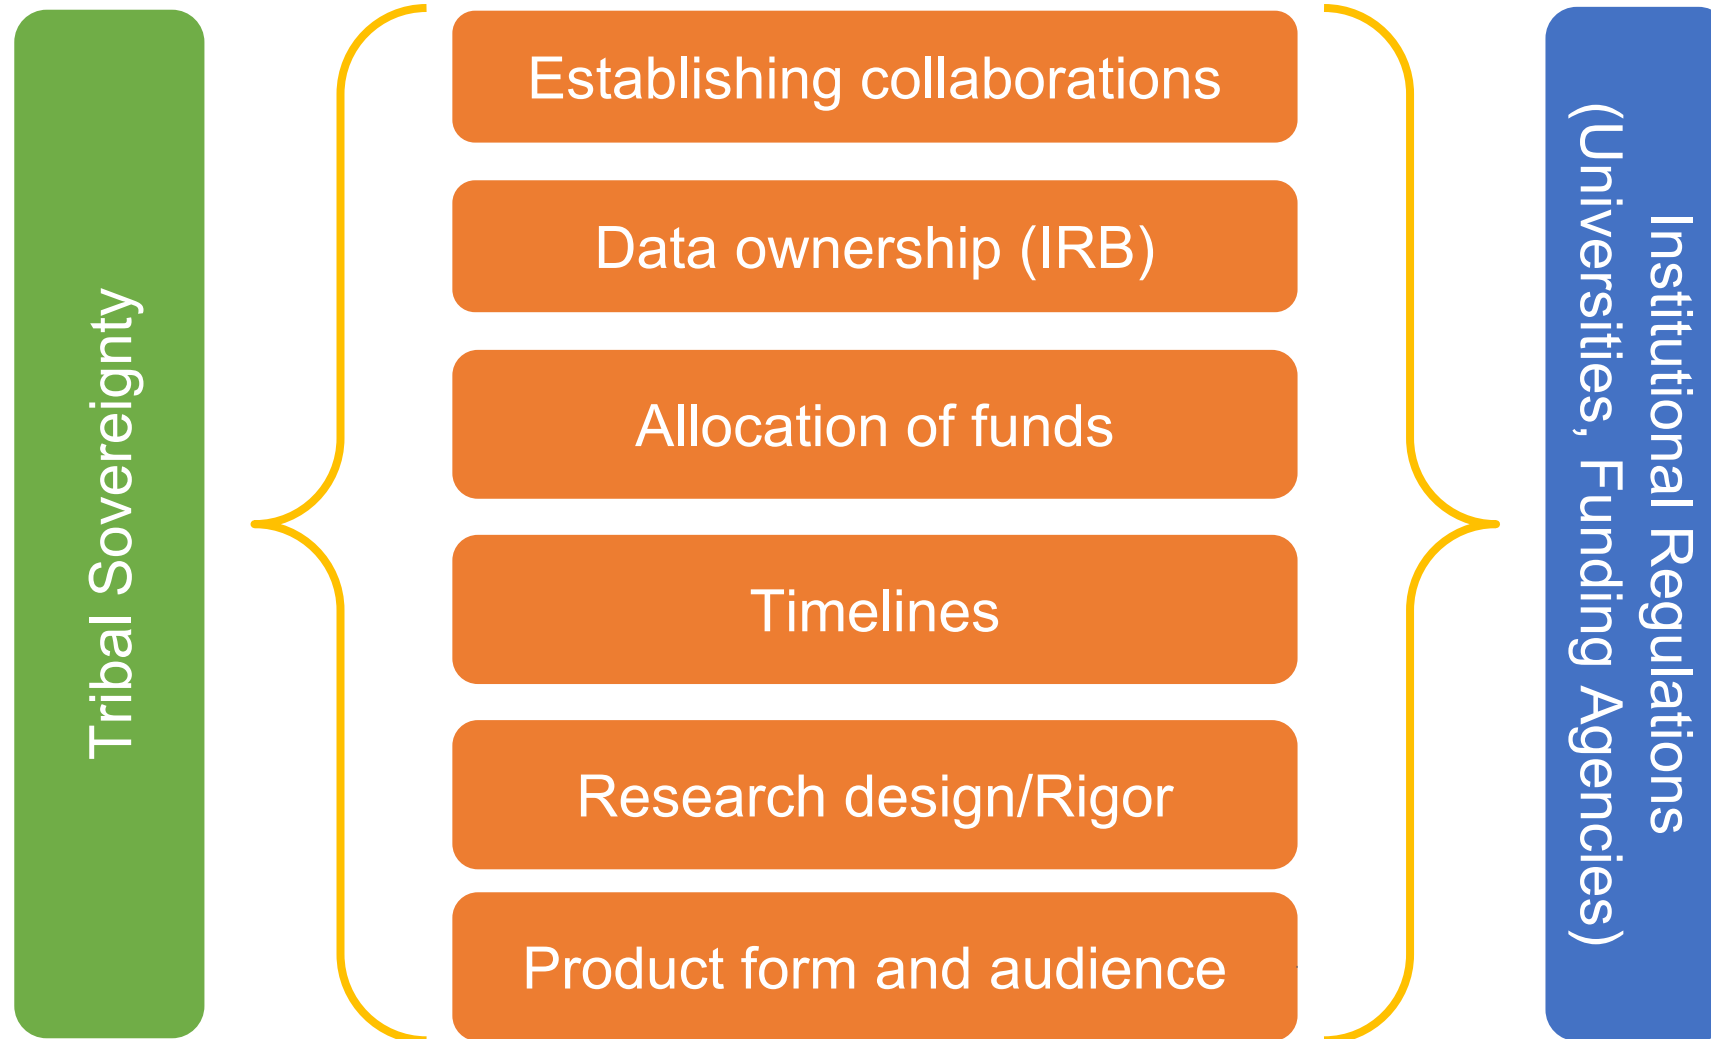 Tribal Sovereignty
Establishing collaborations
Data ownership (IRB)
Allocation of funds
Timelines
Research design/Rigor
Product form and audience
Institutional Regulations
(Universities, Funding Agencies)